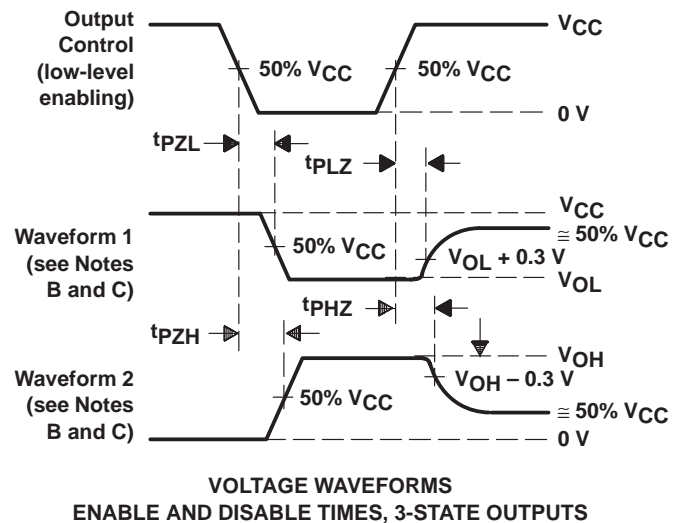 Output
Control
(low-level
enabling)
50% VCC
50% VCC
VCC
0 V
tPZL
tPLZ
Waveform 1
(see Notes
B and C)
50% VCC
VCC
≅ 50% VCC
VOL + 0.3 V
VOL
tPZH
tPHZ
Waveform 2
(see Notes
B and C)
50% VCC
VOH
VOH – 0.3 V
≅ 50% VCC
0 V
VOLTAGE WAVEFORMS
ENABLE AND DISABLE TIMES, 3-STATE OUTPUTS